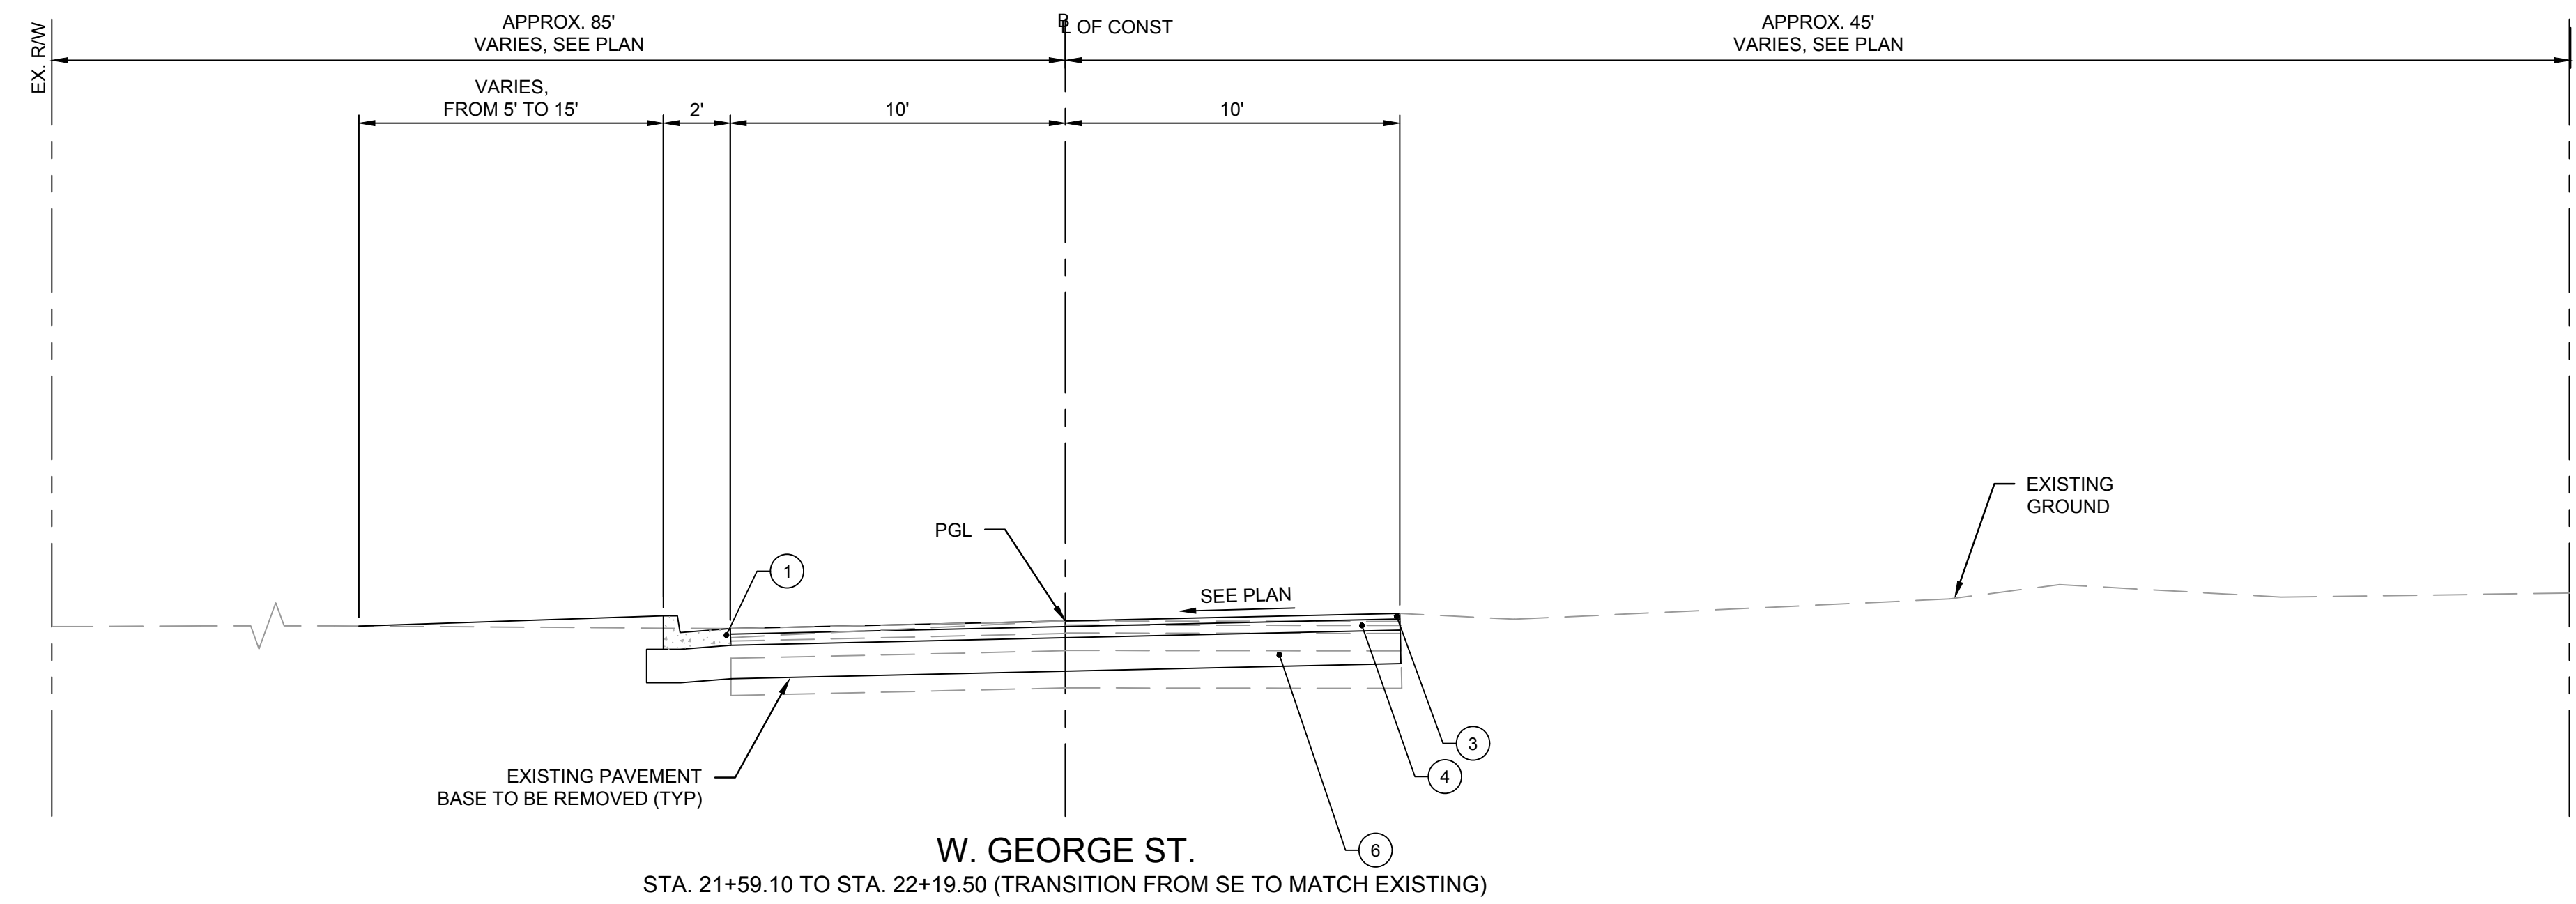 EX. R/W
APPROX. 85'
VARIES, SEE PLAN
BL OF CONST
APPROX. 45'
VARIES, SEE PLAN
VARIES,
FROM 5' TO 15'
2'
10'
10'
EXISTING
GROUND
PGL
1
SEE PLAN
3
4
EXISTING PAVEMENT
BASE TO BE REMOVED (TYP)
6
W. GEORGE ST.
STA. 21+59.10 TO STA. 22+19.50 (TRANSITION FROM SE TO MATCH EXISTING)